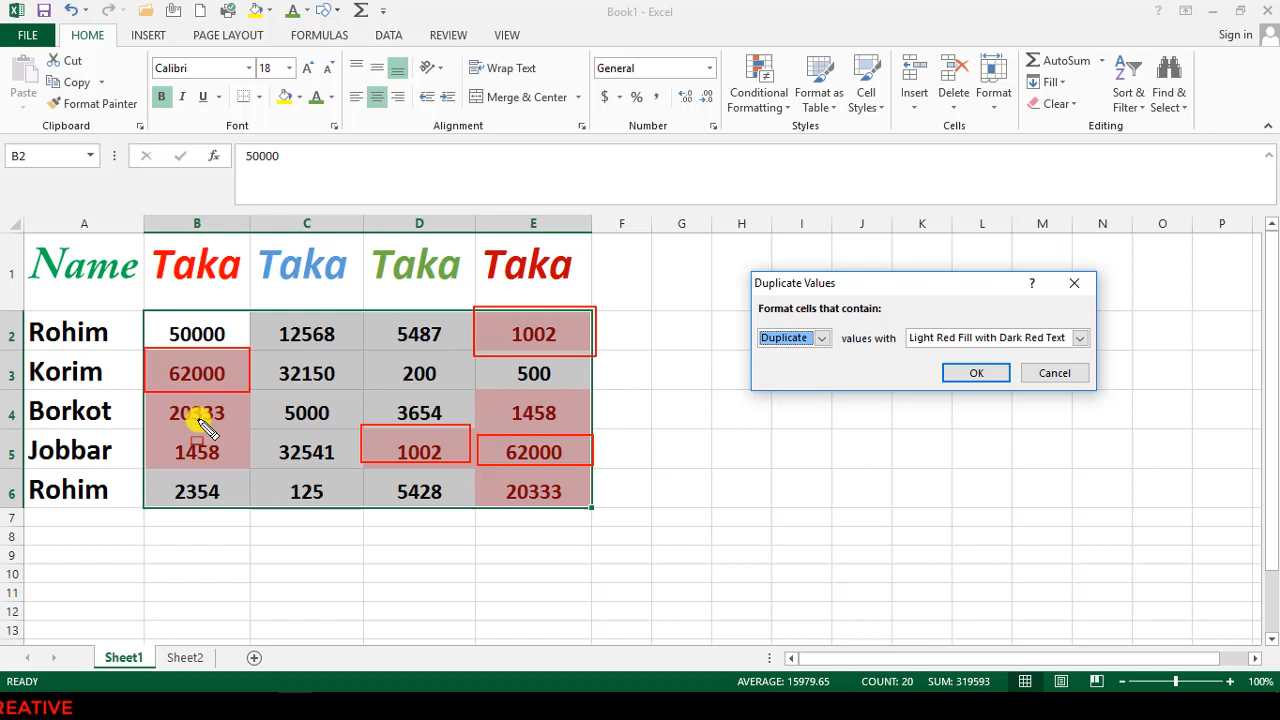 Book1 - Excel
FILE HOME INSERT PAGE LAYOUT FORMULAS DATA REVIEW VIEW Sign in
Cut Calibri 18 Wrap Text General AutoSum
Copy Fill
Paste Format Painter Merge & Center $ % , Conditional Formatting Format as Table Cell Styles Insert Delete Format Clear Sort & Filter Find & Select
Clipboard Font Alignment Number Styles Cells Editing
B2 fx 50000
A B C D E F G H I J K L M N O P
1 Name Taka Taka Taka Taka
2 Rohim 50000 12568 5487 1002
3 Korim 62000 32150 200 500
4 Borkot 20333 5000 3654 1458
5 Jobbar 1458 32541 1002 62000
6 Rohim 2354 125 5428 20333
7
8
9
10
11
12
13
Duplicate Values ?
Format cells that contain:
Duplicate values with Light Red Fill with Dark Red Text
OK Cancel
Sheet1 Sheet2
READY AVERAGE: 15979.65 COUNT: 20 SUM: 319593 100%
REATIVE